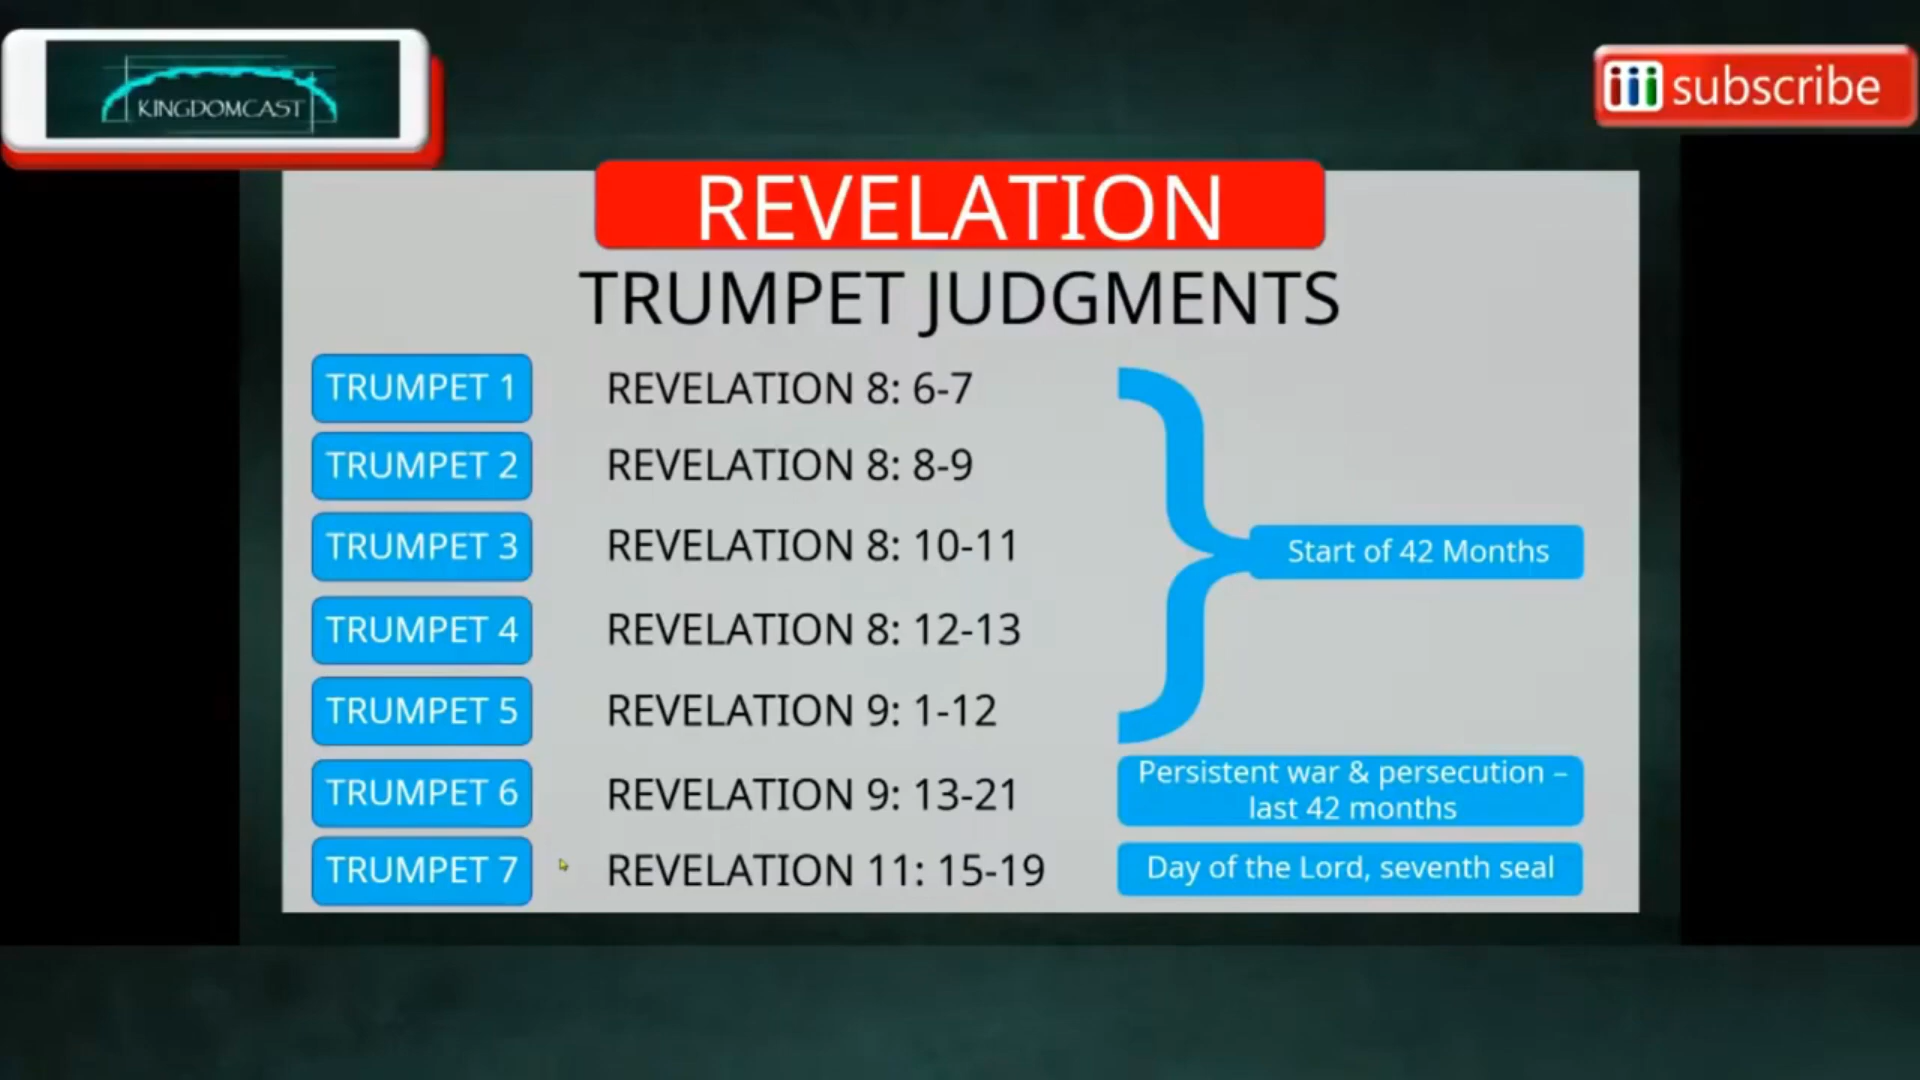 KINGDOMCAST
subscribe
REVELATION
TRUMPET JUDGMENTS
TRUMPET 1 REVELATION 8: 6-7
TRUMPET 2 REVELATION 8: 8-9
TRUMPET 3 REVELATION 8: 10-11
Start of 42 Months
TRUMPET 4 REVELATION 8: 12-13
TRUMPET 5 REVELATION 9: 1-12
TRUMPET 6 REVELATION 9: 13-21
Persistent war & persecution –
last 42 months
TRUMPET 7 REVELATION 11: 15-19
Day of the Lord, seventh seal